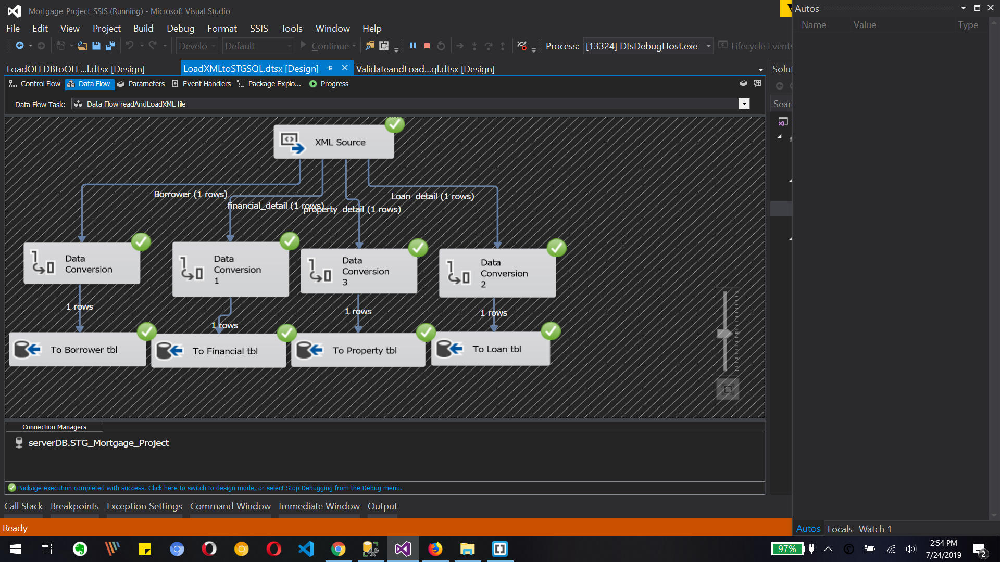 Mortgage_Project_SSIS (Running) - Microsoft Visual Studio
File Edit View Project Build Debug Format SSIS Tools Window Help
Develo Default Continue Process: [13324] DtsDebugHost.exe Lifecycle Events
LoadOLEDBtoOLE...l.dtsx [Design] LoadXMLtoSTGSQL.dtsx [Design] ValidateandLoad...ql.dtsx [Design]
Control Flow Data Flow Parameters Event Handlers Package Explo... Progress
Data Flow Task: Data Flow readAndLoadXML file
XML Source
Borrower (1 rows)
financial_detail (1 rows)
property_detail (1 rows)
Loan_detail (1 rows)
Data
Conversion
Data
Conversion
1
Data
Conversion
3
Data
Conversion
2
1 rows
1 rows
1 rows
1 rows
To Borrower tbl
To Financial tbl
To Property tbl
To Loan tbl
Connection Managers
serverDB.STG_Mortgage_Project
Package execution completed with success. Click here to switch to design mode, or select Stop Debugging from the Debug menu.
Call Stack Breakpoints Exception Settings Command Window Immediate Window Output
Ready
Solut
Sear
Autos
Name Value Type
Autos Locals Watch 1
97%
2:54 PM
7/24/2019
2